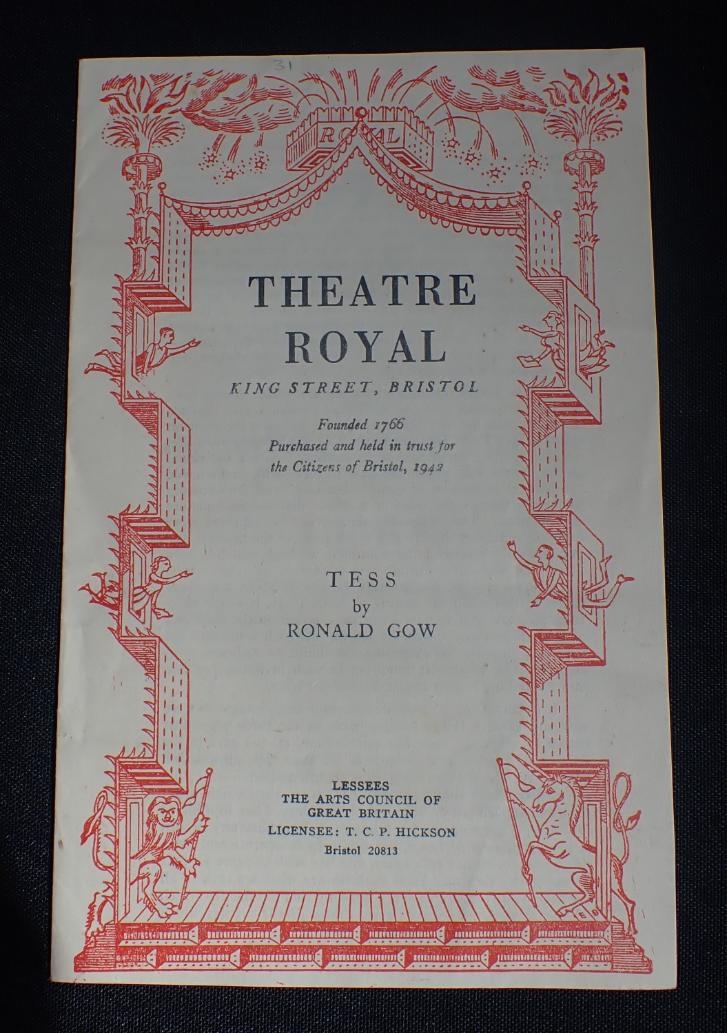 31
ROYAL
THEATRE
ROYAL
KING STREET, BRISTOL
Founded 1766
Purchased and held in trust for
the Citizens of Bristol, 1942
TESS
by
RONALD GOW
LESSEES
THE ARTS COUNCIL OF
GREAT BRITAIN
LICENSEE: T. C. P. HICKSON
Bristol 20813